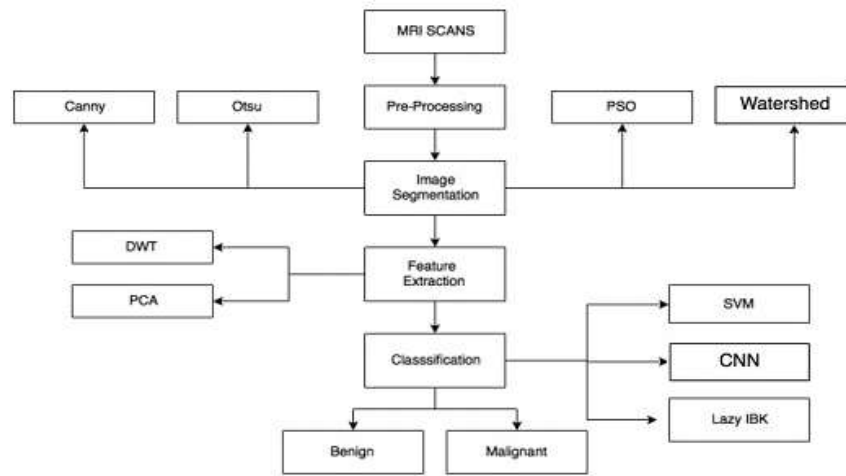 MRI SCANS
Canny
Otsu
Pre-Processing
PSO
Watershed
Image
Segmentation
DWT
Feature
Extraction
PCA
SVM
Classsification
CNN
Lazy IBK
Benign
Malignant